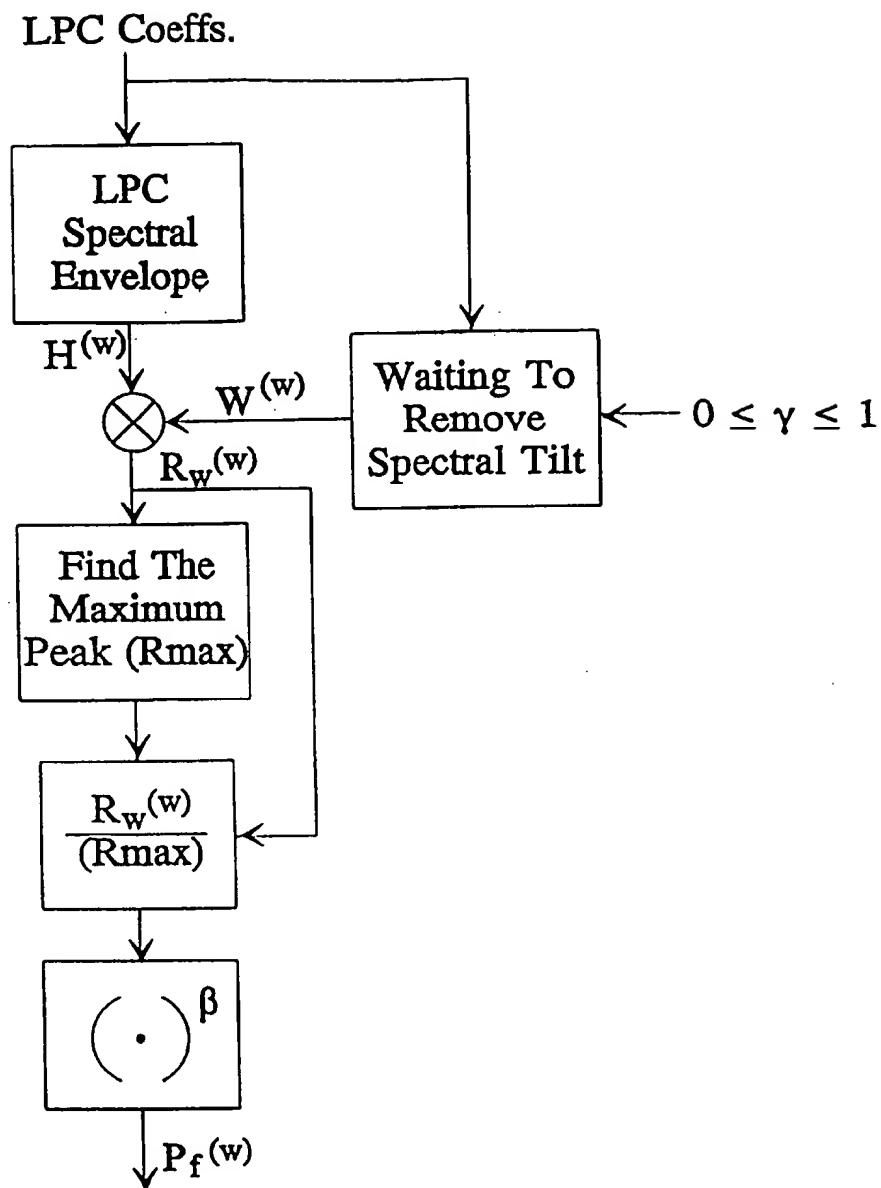 LPC Coeffs.
LPC
Spectral
Envelope
H(w)
W(w)
Waiting To
Remove
Spectral Tilt
0 ≤ γ ≤ 1
Rw(w)
Find The
Maximum
Peak (Rmax)
Rw(w)
(Rmax)
( • )β
Pf(w)